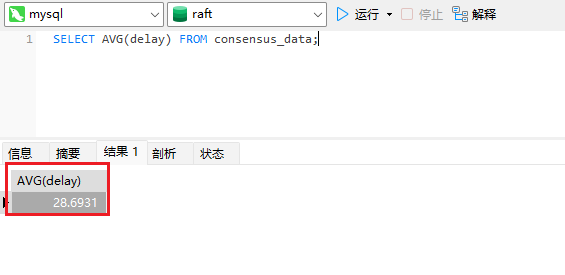 mysql raft 运行 停止 解释
1 SELECT AVG(delay) FROM consensus_data;
信息 摘要 结果 1 剖析 状态
AVG(delay)
28.6931